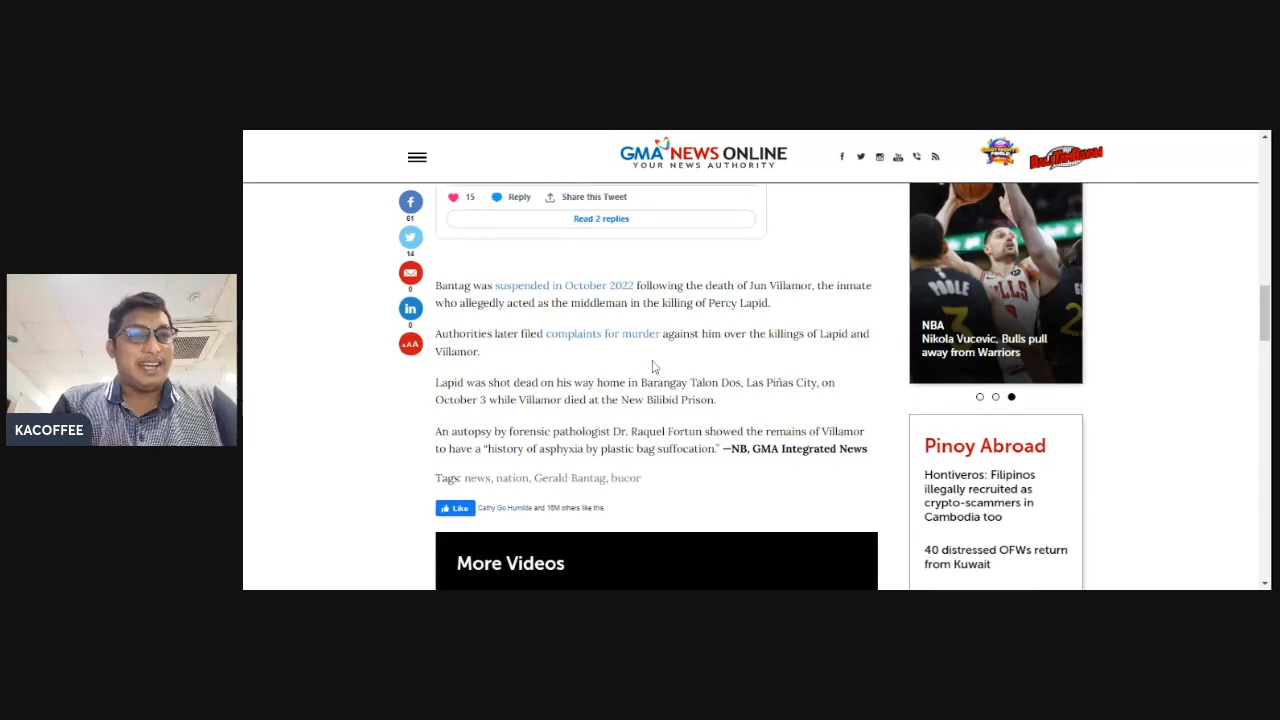 GMA NEWS ONLINE
YOUR NEWS AUTHORITY
61
14
0
0
AAA
15 Reply Share this Tweet
Read 2 replies
Bantag was suspended in October 2022 following the death of Jun Villamor, the inmate
who allegedly acted as the middleman in the killing of Percy Lapid.
Authorities later filed complaints for murder against him over the killings of Lapid and
Villamor.
Lapid was shot dead on his way home in Barangay Talon Dos, Las Piñas City, on
October 3 while Villamor died at the New Bilibid Prison.
An autopsy by forensic pathologist Dr. Raquel Fortun showed the remains of Villamor
to have a “history of asphyxia by plastic bag suffocation.” —NB, GMA Integrated News
Tags: news, nation, Gerald Bantag, bucor
Like Cathy Go Humilde and 16M others like this.
More Videos
POOLE
3
BULLS
2
NBA
Nikola Vucevic, Bulls pull
away from Warriors
Pinoy Abroad
Hontiveros: Filipinos
illegally recruited as
crypto-scammers in
Cambodia too
40 distressed OFWs return
from Kuwait
KACOFFEE